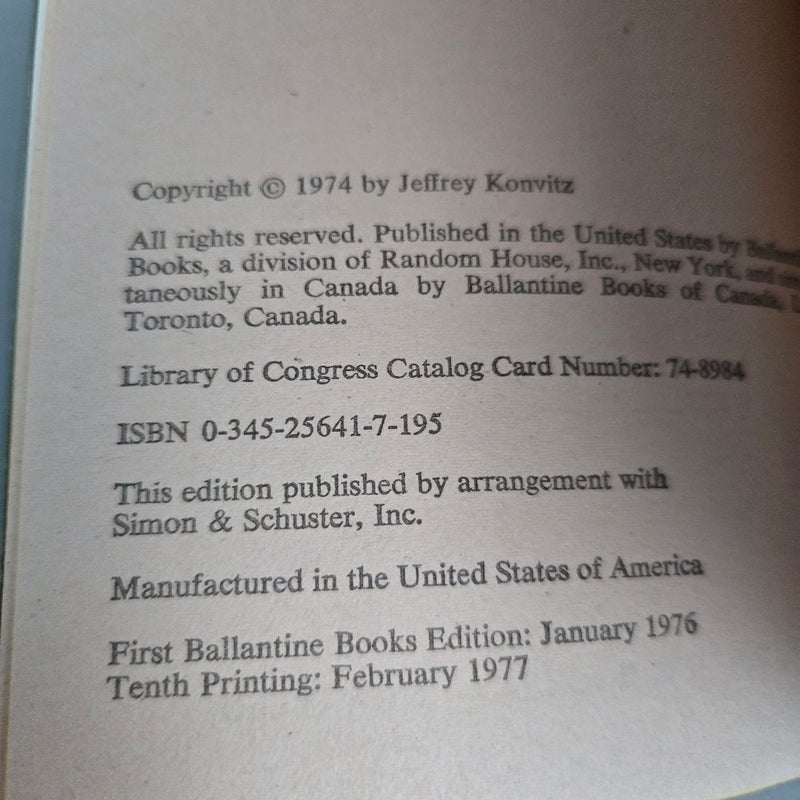 Copyright © 1974 by Jeffrey Konvitz
All rights reserved. Published in the United States by
Books, a division of Random House, Inc., New York, and
taneously in Canada by Ballantine Books of Canada,
Toronto, Canada.
Library of Congress Catalog Card Number: 74-8984
ISBN 0-345-25641-7-195
This edition published by arrangement with
Simon & Schuster, Inc.
Manufactured in the United States of America
First Ballantine Books Edition: January 1976
Tenth Printing: February 1977